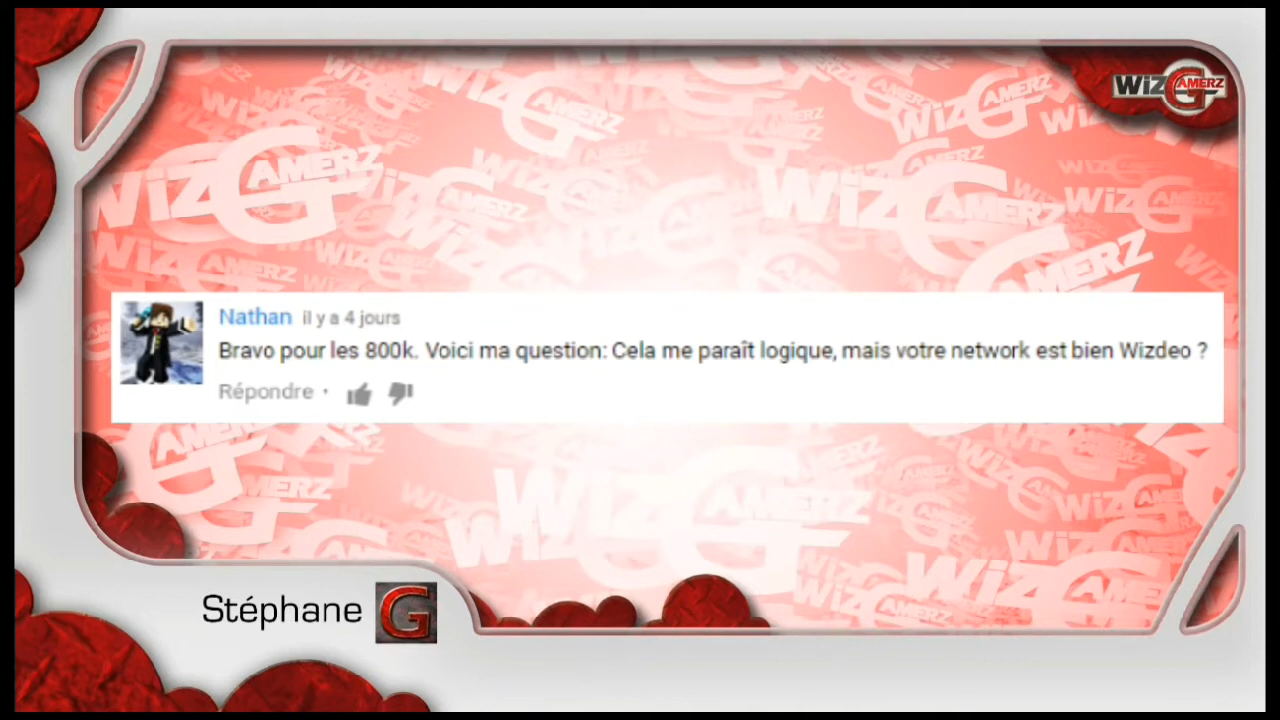 WiZGAMERZ
Nathan il y a 4 jours
Bravo pour les 800k. Voici ma question: Cela me paraît logique, mais votre network est bien Wizdeo ?
Répondre •
Stéphane G